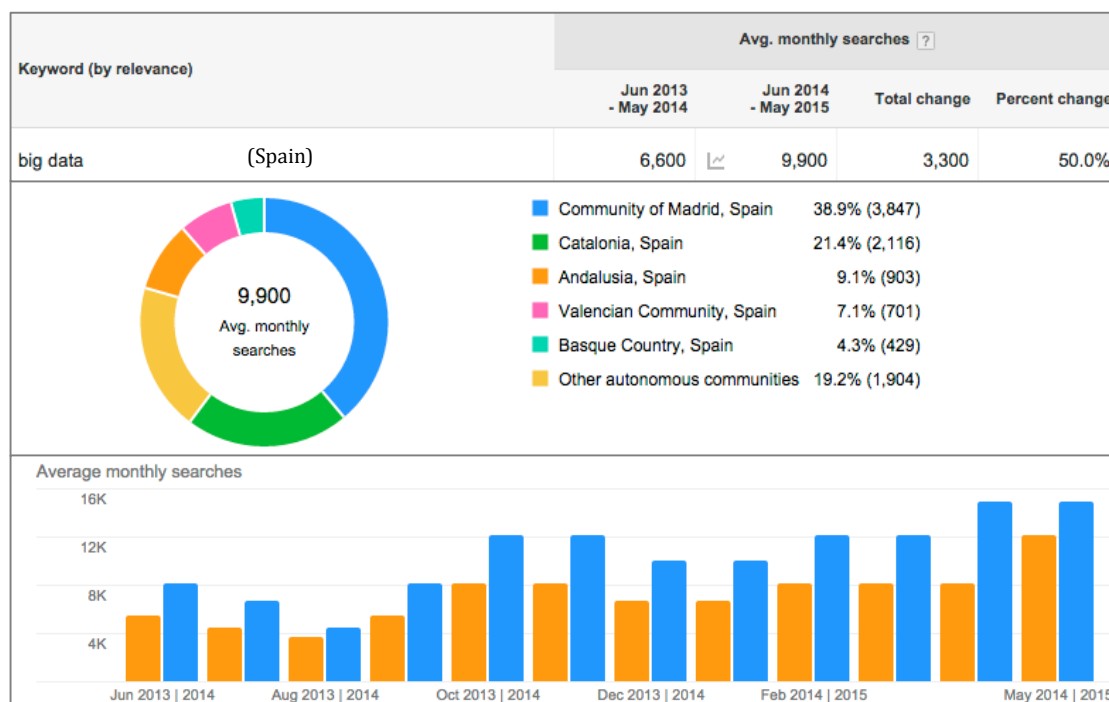 Avg. monthly searches ?
Keyword (by relevance)
Jun 2013 - May 2014
Jun 2014 - May 2015
Total change
Percent change
big data (Spain) 6,600 9,900 3,300 50.0%
9,900
Avg. monthly
searches
Community of Madrid, Spain 38.9% (3,847)
Catalonia, Spain 21.4% (2,116)
Andalusia, Spain 9.1% (903)
Valencian Community, Spain 7.1% (701)
Basque Country, Spain 4.3% (429)
Other autonomous communities 19.2% (1,904)
Average monthly searches
16K
12K
8K
4K
Jun 2013 | 2014 Aug 2013 | 2014 Oct 2013 | 2014 Dec 2013 | 2014 Feb 2014 | 2015 May 2014 | 2015